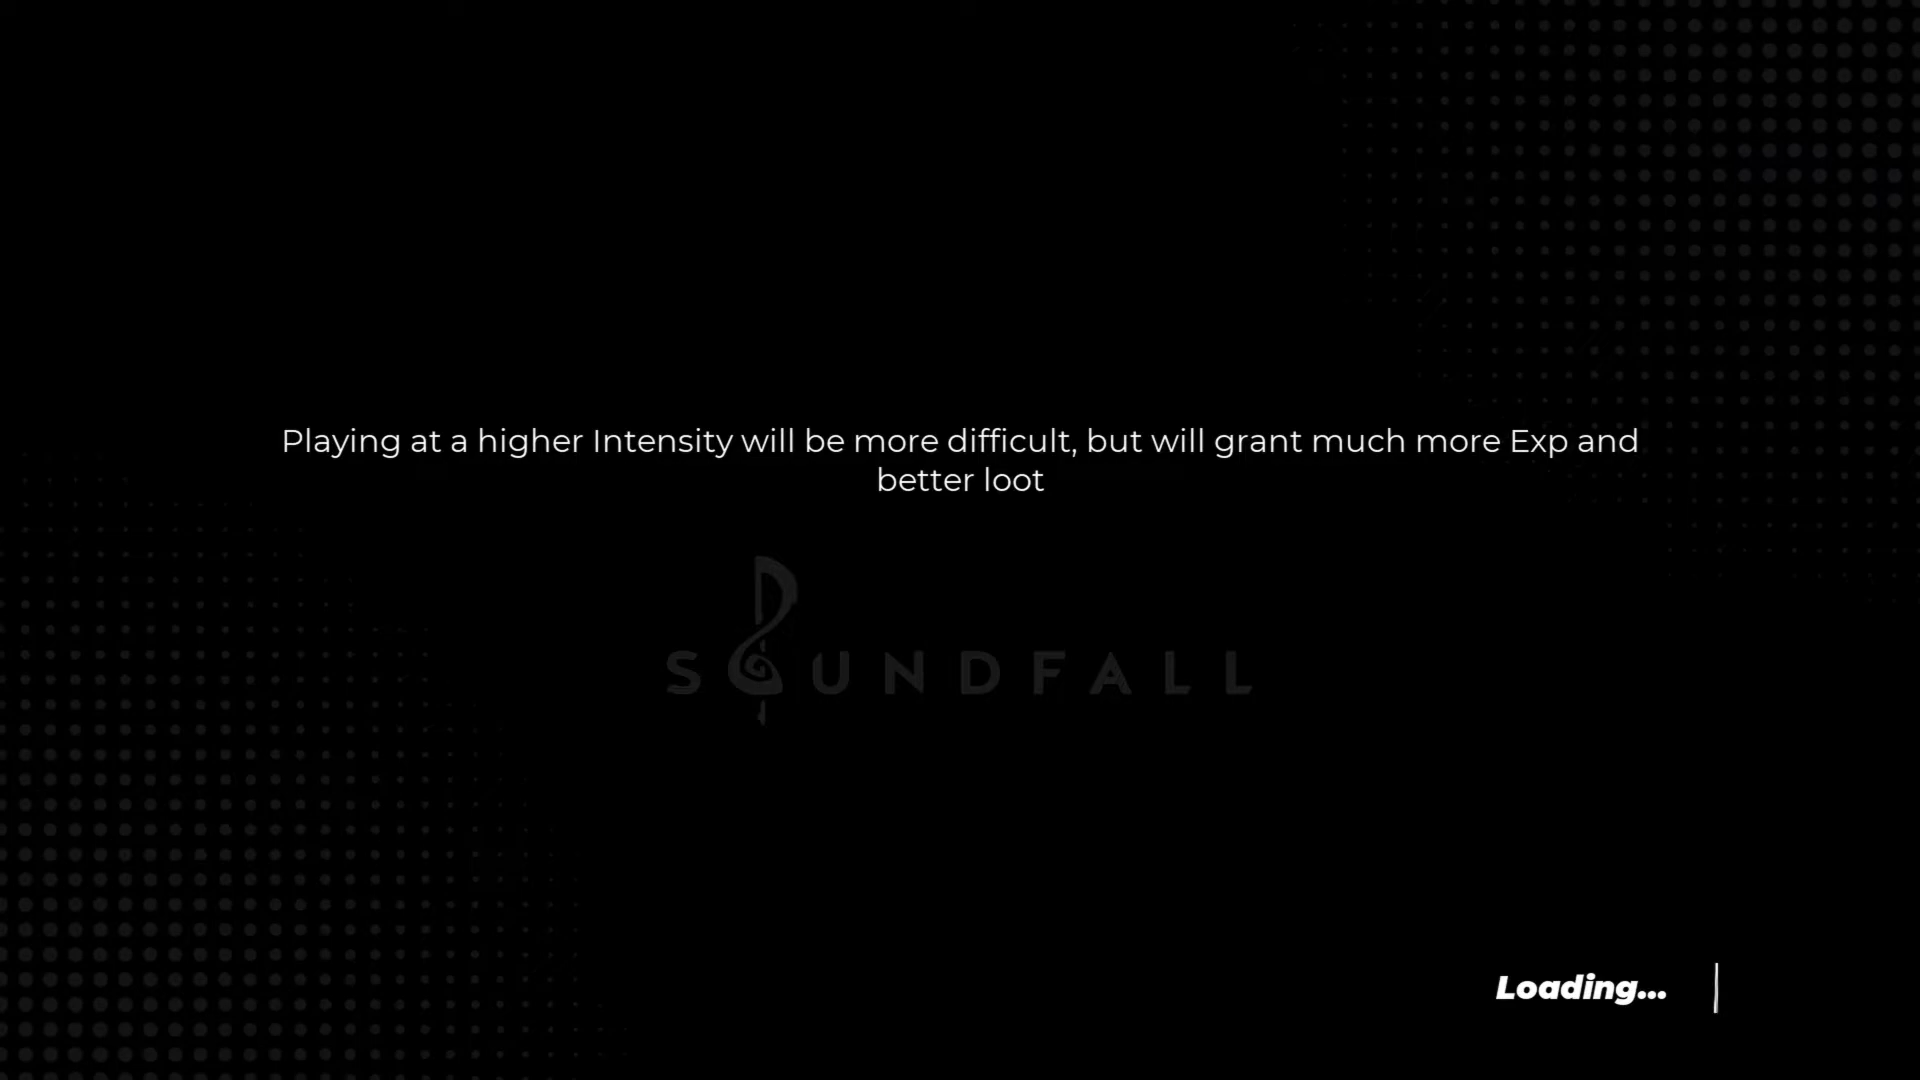 Playing at a higher Intensity will be more difficult, but will grant much more Exp and
better loot
SOUNDFALL
Loading...